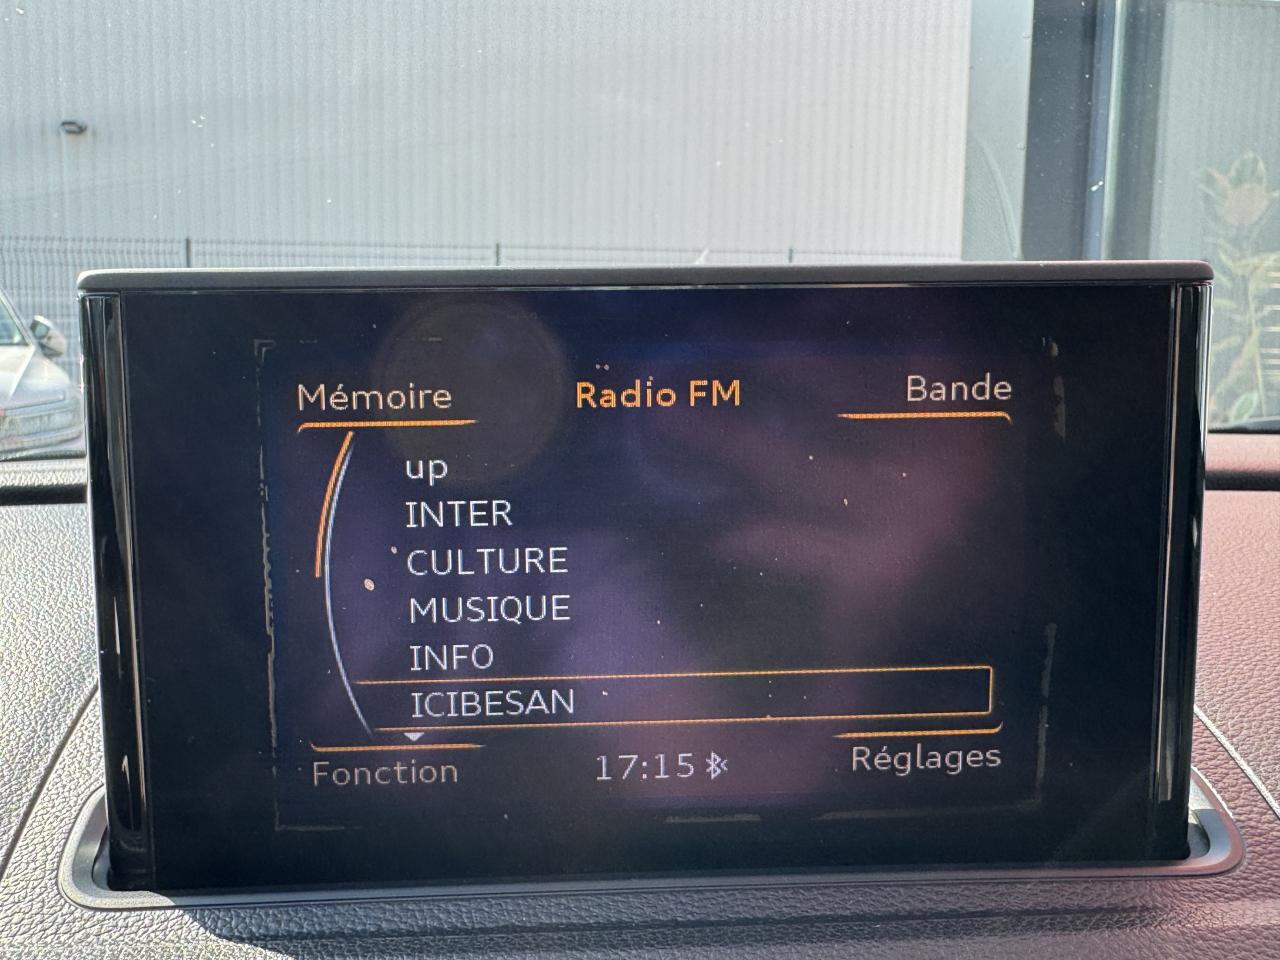 Mémoire Radio FM Bande
up
INTER
CULTURE
MUSIQUE
INFO
ICIBESAN
Fonction 17:15 Réglages